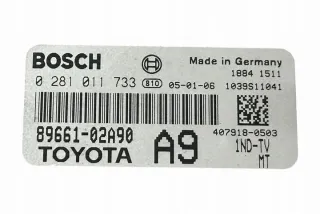 BOSCH
Made in Germany
1884 1511
0 281 011 733 810 05-01-06 1039S11041
407918-0503
89661-02A90 A9 1ND-TV
TOYOTA MT